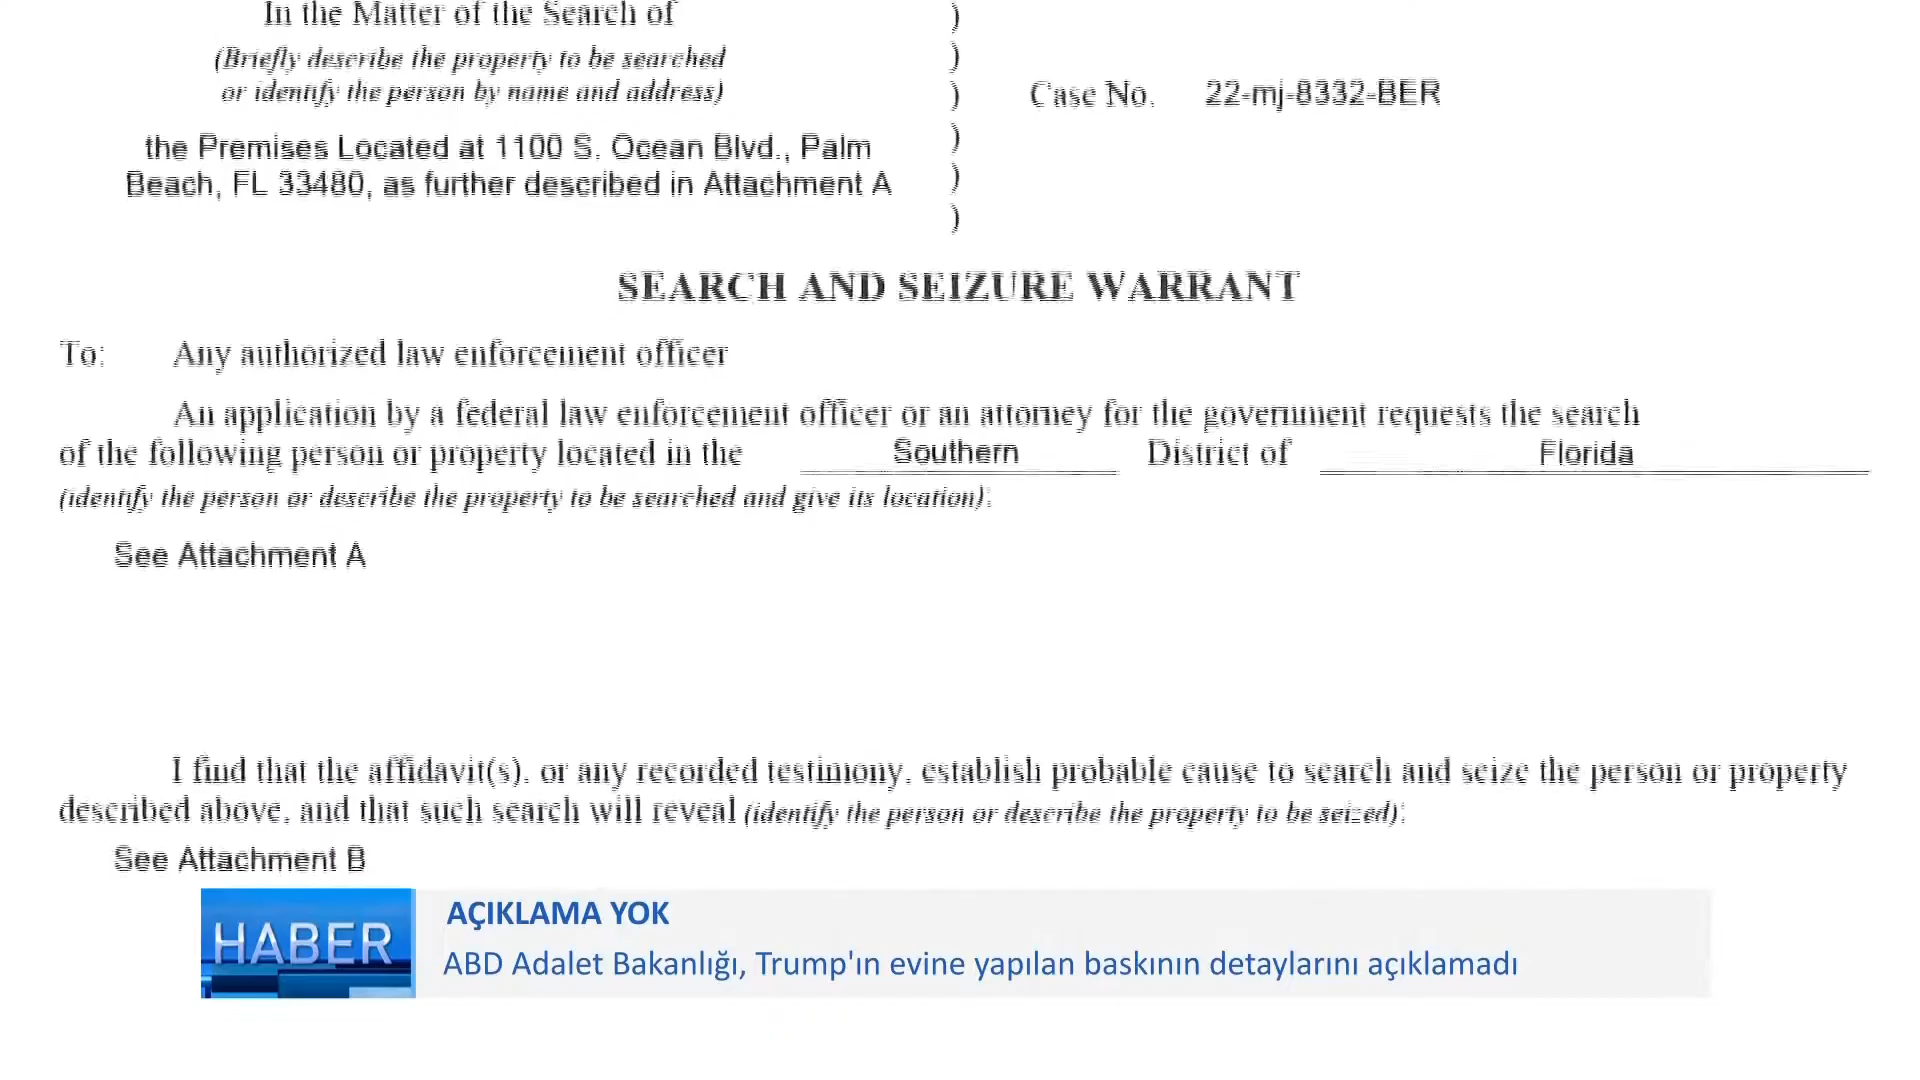 In the Matter of the Search of
(Briefly describe the property to be searched
or identify the person by name and address)
the Premises Located at 1100 S. Ocean Blvd., Palm
Beach, FL 33480, as further described in Attachment A
)
)
)
)
)
)
Case No. 22-mj-8332-BER
SEARCH AND SEIZURE WARRANT
To: Any authorized law enforcement officer
An application by a federal law enforcement officer or an attorney for the government requests the search
of the following person or property located in the Southern District of Florida
(identify the person or describe the property to be searched and give its location):
See Attachment A
I find that the affidavit(s), or any recorded testimony, establish probable cause to search and seize the person or property
described above, and that such search will reveal (identify the person or describe the property to be seized):
See Attachment B
HABER
AÇIKLAMA YOK
ABD Adalet Bakanlığı, Trump'ın evine yapılan baskının detaylarını açıklamadı